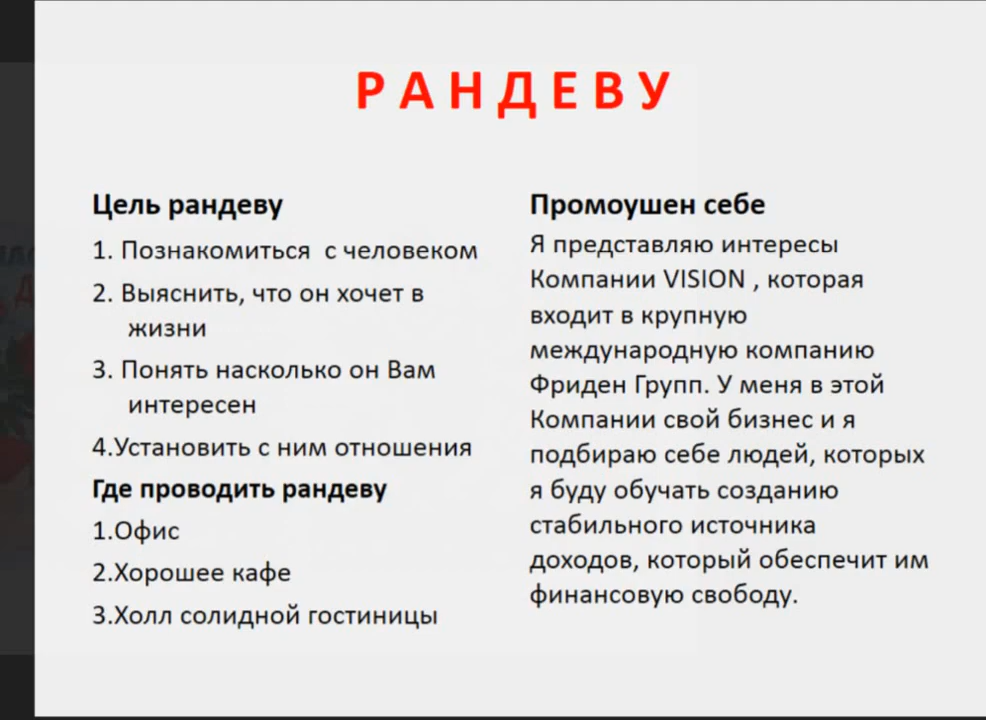 РАНДЕВУ
Цель рандеву
1. Познакомиться с человеком
2. Выяснить, что он хочет в
жизни
3. Понять насколько он Вам
интересен
4.Установить с ним отношения
Где проводить рандеву
1.Офис
2.Хорошее кафе
3.Холл солидной гостиницы
Промоушен себе
Я представляю интересы
Компании VISION , которая
входит в крупную
международную компанию
Фриден Групп. У меня в этой
Компании свой бизнес и я
подбираю себе людей, которых
я буду обучать созданию
стабильного источника
доходов, который обеспечит им
финансовую свободу.